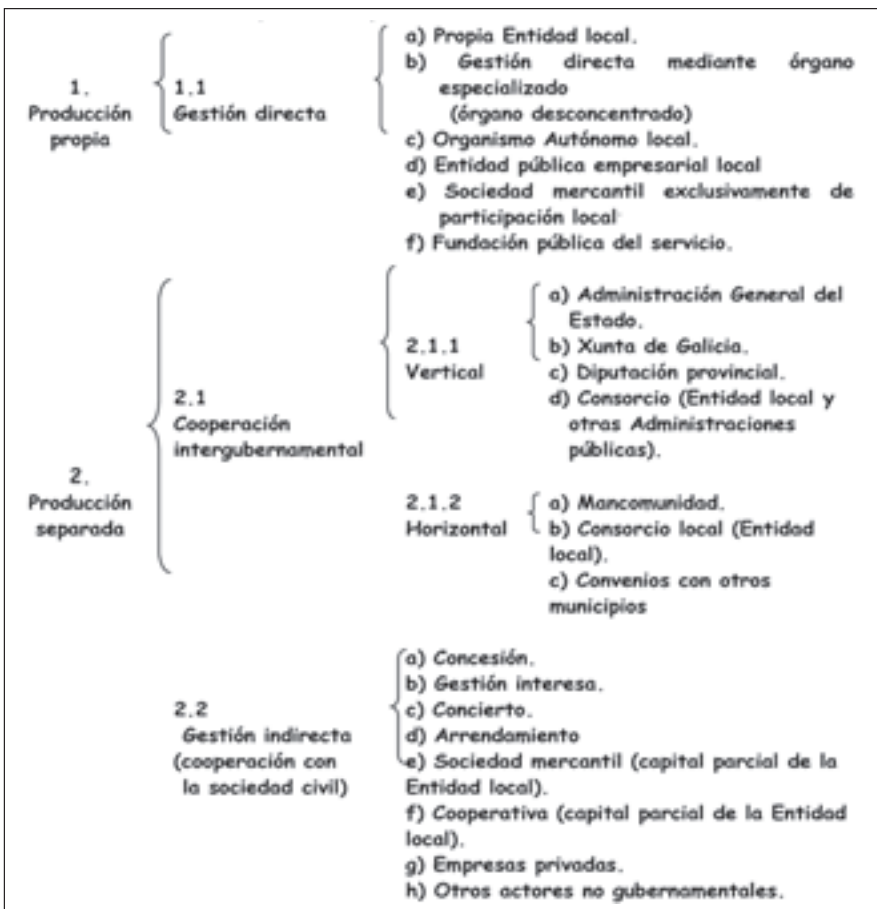 1.
Producción
propia
1.1
Gestión directa
a) Propia Entidad local.
b) Gestión directa mediante órgano
especializado
(órgano desconcentrado)
c) Organismo Autónomo local.
d) Entidad pública empresarial local
e) Sociedad mercantil exclusivamente de
participación local
f) Fundación pública del servicio.
2.
Producción
separada
2.1
Cooperación
intergubernamental
2.1.1
Vertical
a) Administración General del
Estado.
b) Xunta de Galicia.
c) Diputación provincial.
d) Consorcio (Entidad local y
otras Administraciones
públicas).
2.1.2
Horizontal
a) Mancomunidad.
b) Consorcio local (Entidad
local).
c) Convenios con otros
municipios
2.2
Gestión indirecta
(cooperación con
la sociedad civil)
a) Concesión.
b) Gestión interesa.
c) Concierto.
d) Arrendamiento
e) Sociedad mercantil (capital parcial de la
Entidad local).
f) Cooperativa (capital parcial de la Entidad
local).
g) Empresas privadas.
h) Otros actores no gubernamentales.